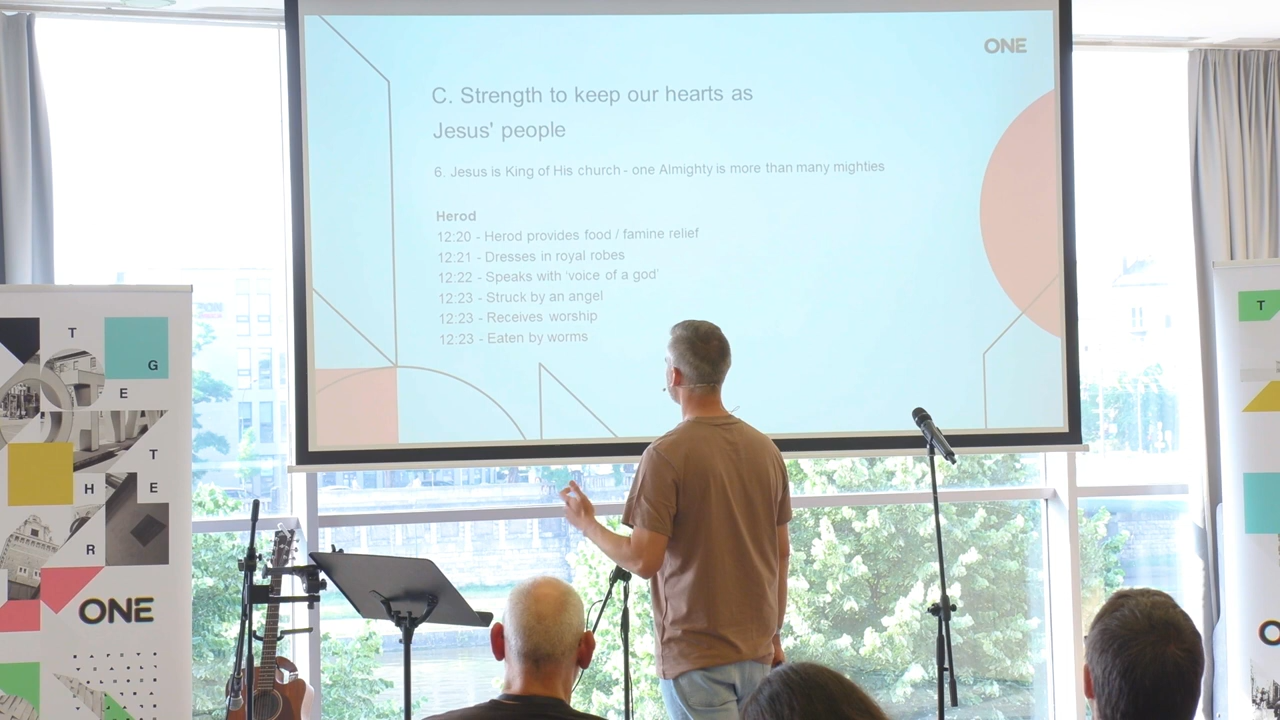 ONE
C. Strength to keep our hearts as
Jesus' people
6. Jesus is King of His church - one Almighty is more than many mighties
Herod
12:20 - Herod provides food / famine relief
12:21 - Dresses in royal robes
12:22 - Speaks with 'voice of a god'
12:23 - Struck by an angel
12:23 - Receives worship
12:23 - Eaten by worms
T
G
E
T
H
E
R
ONE
T